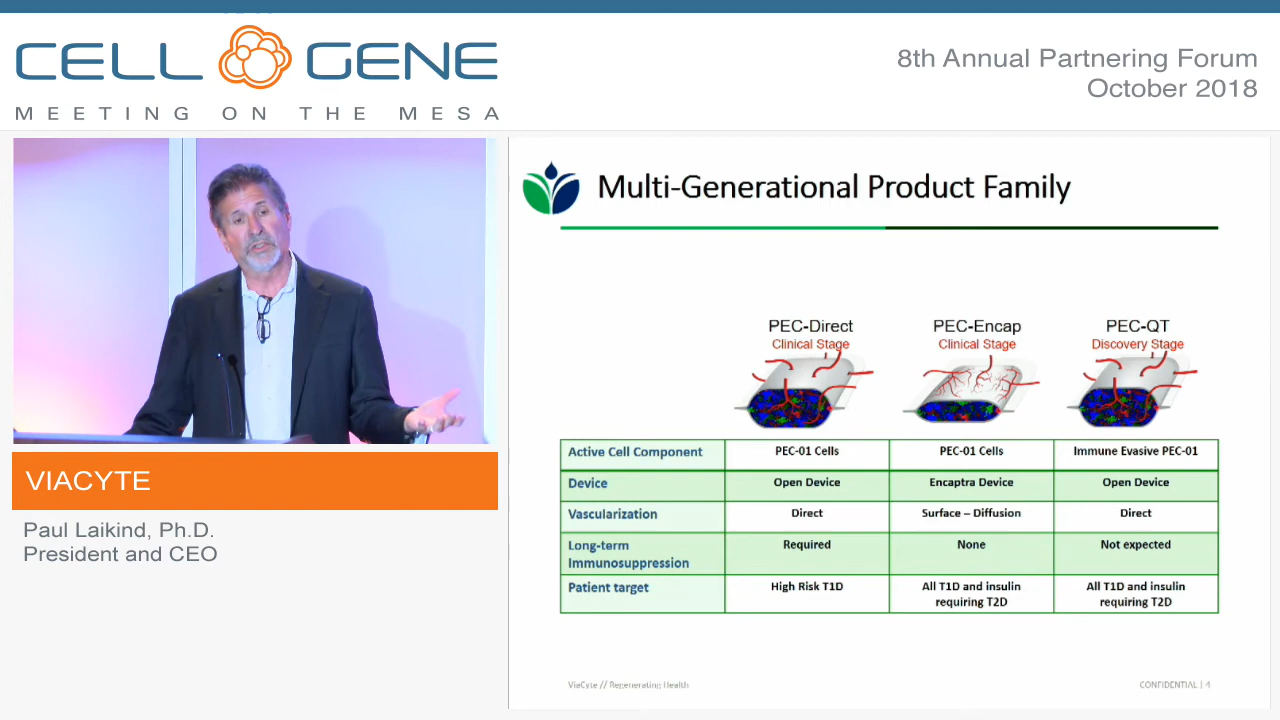 CELL GENE
MEETING ON THE MESA
8th Annual Partnering Forum
October 2018
Multi-Generational Product Family
PEC-Direct
Clinical Stage
PEC-Encap
Clinical Stage
PEC-QT
Discovery Stage
Active Cell Component PEC-01 Cells PEC-01 Cells Immune Evasive PEC-01
Device Open Device Encaptra Device Open Device
Vascularization Direct Surface – Diffusion Direct
Long-term Immunosuppression Required None Not expected
Patient target High Risk T1D All T1D and insulin requiring T2D All T1D and insulin requiring T2D
ViaCyte // Regenerating Health
CONFIDENTIAL | 4
VIACYTE
Paul Laikind, Ph.D.
President and CEO